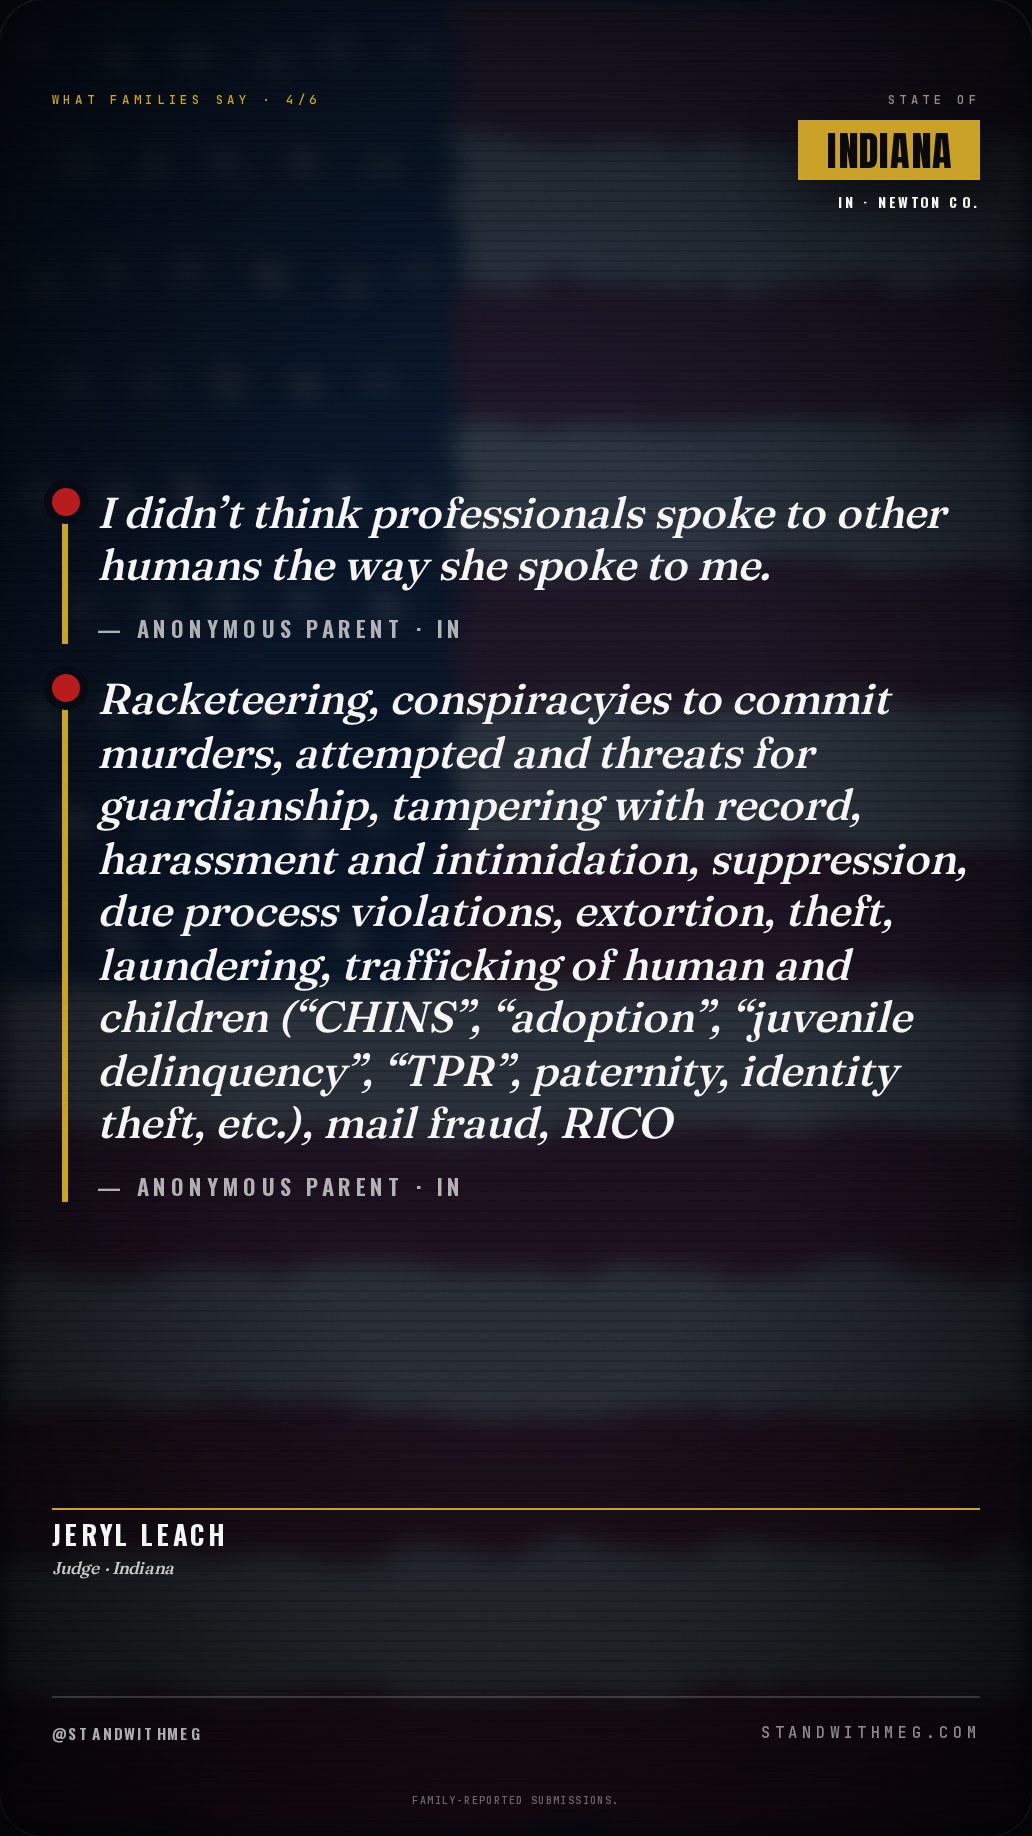 WHAT FAMILIES SAY · 4/6
STATE OF
INDIANA
IN · NEWTON CO.
I didn’t think professionals spoke to other
humans the way she spoke to me.
— ANONYMOUS PARENT · IN
Racketeering, conspiracyies to commit
murders, attempted and threats for
guardianship, tampering with record,
harassment and intimidation, suppression,
due process violations, extortion, theft,
laundering, trafficking of human and
children (“CHINS”, “adoption”, “juvenile
delinquency”, “TPR”, paternity, identity
theft, etc.), mail fraud, RICO
— ANONYMOUS PARENT · IN
JERYL LEACH
Judge · Indiana
@STANDWITHMEG
STANDWITHMEG.COM
FAMILY-REPORTED SUBMISSIONS.